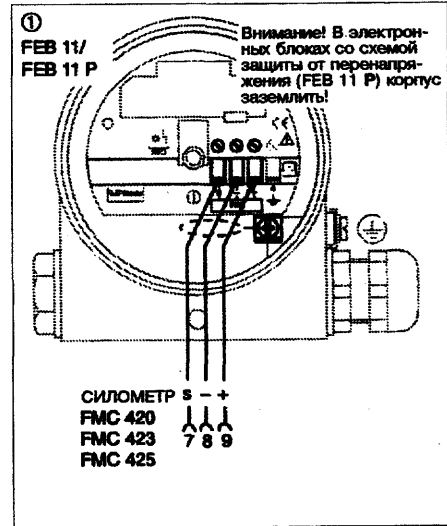 ①
FEB 11/
FEB 11 P
Внимание! В электрон-
ных блоках со схемой
защиты от перенапря-
жения (FEB 11 P) корпус
заземлить!
①
СИЛОМЕТР S – +
FMC 420
FMC 423 7 8 9
FMC 425